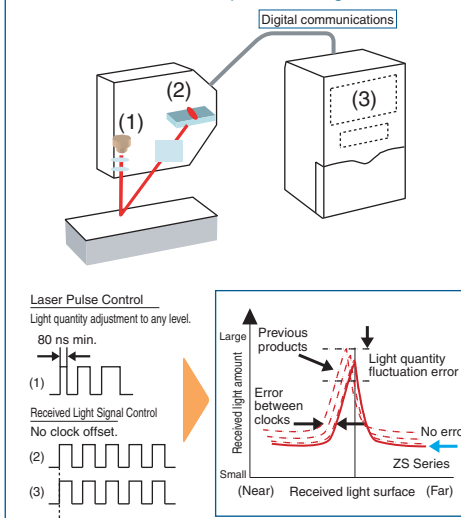 Digital communications
(2)
(1)
(3)
Laser Pulse Control
Light quantity adjustment to any level.
80 ns min.
(1)
Received Light Signal Control
No clock offset.
(2)
(3)
Received light amount
Large
Small
Previous
products
Light quantity
fluctuation error
Error
between
clocks
No erro
ZS Series
(Near)
Received light surface
(Far)